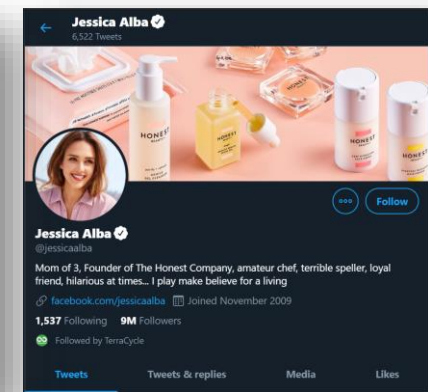 Jessica Alba
6,522 Tweets
HONEST
HONEST
HONEST
HONEST
Follow
Jessica Alba
@jessicaalba
Mom of 3, Founder of The Honest Company, amateur chef, terrible speller, loyal
friend, hilarious at times... I play make believe for a living
facebook.com/jessicaalba Joined November 2009
1,537 Following 9M Followers
Followed by TerraCycle
Tweets Tweets & replies Media Likes